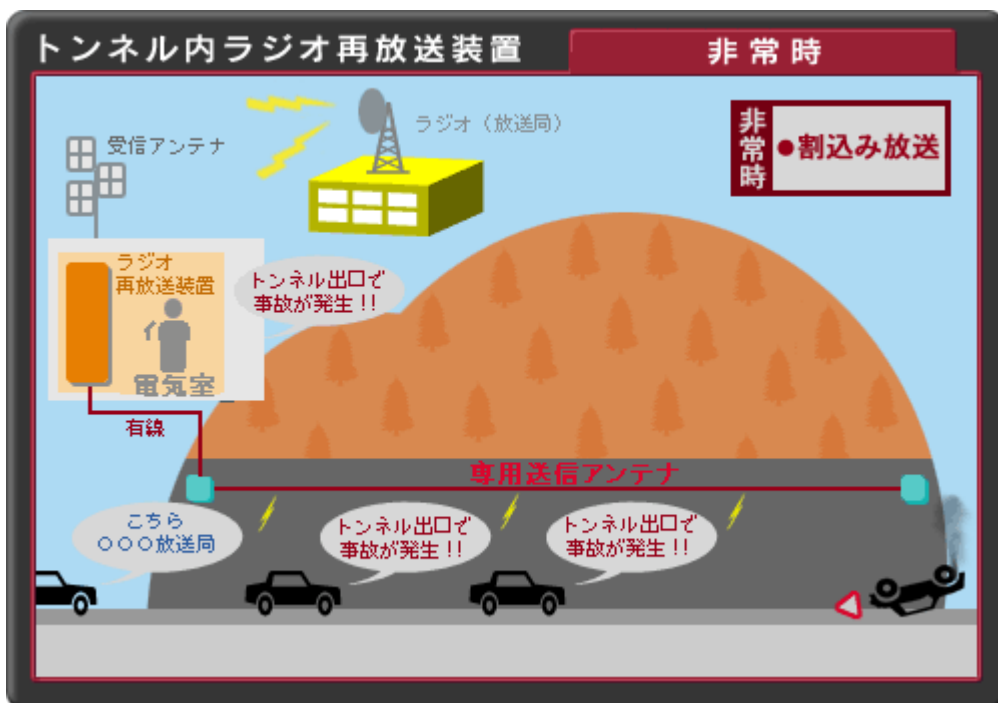 トンネル内ラジオ再放送装置
非常時
ラジオ（放送局）
受信アンテナ
非常時
●割込み放送
ラジオ
再放送装置
トンネル出口で
事故が発生!!
電気室
有線
専用送信アンテナ
こちら
○○○放送局
トンネル出口で
事故が発生!!
トンネル出口で
事故が発生!!